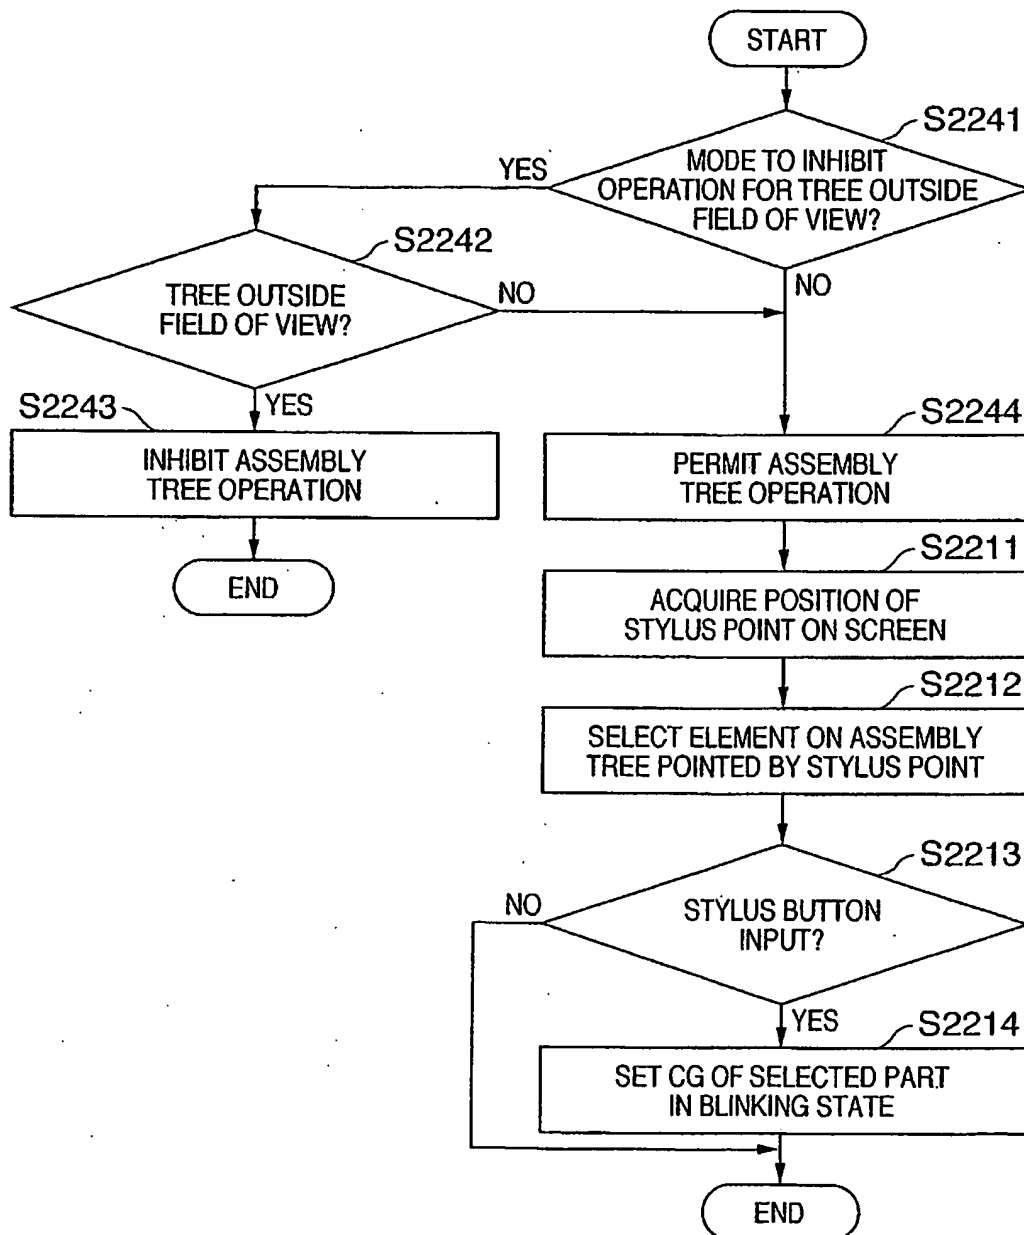 START
S2241
MODE TO INHIBIT
OPERATION FOR TREE OUTSIDE
FIELD OF VIEW?
YES
NO
S2242
TREE OUTSIDE
FIELD OF VIEW?
NO
YES
S2243
INHIBIT ASSEMBLY
TREE OPERATION
END
S2244
PERMIT ASSEMBLY
TREE OPERATION
S2211
ACQUIRE POSITION OF
STYLUS POINT ON SCREEN
S2212
SELECT ELEMENT ON ASSEMBLY
TREE POINTED BY STYLUS POINT
S2213
STYLUS BUTTON
INPUT?
NO
YES
S2214
SET CG OF SELECTED PART
IN BLINKING STATE
END